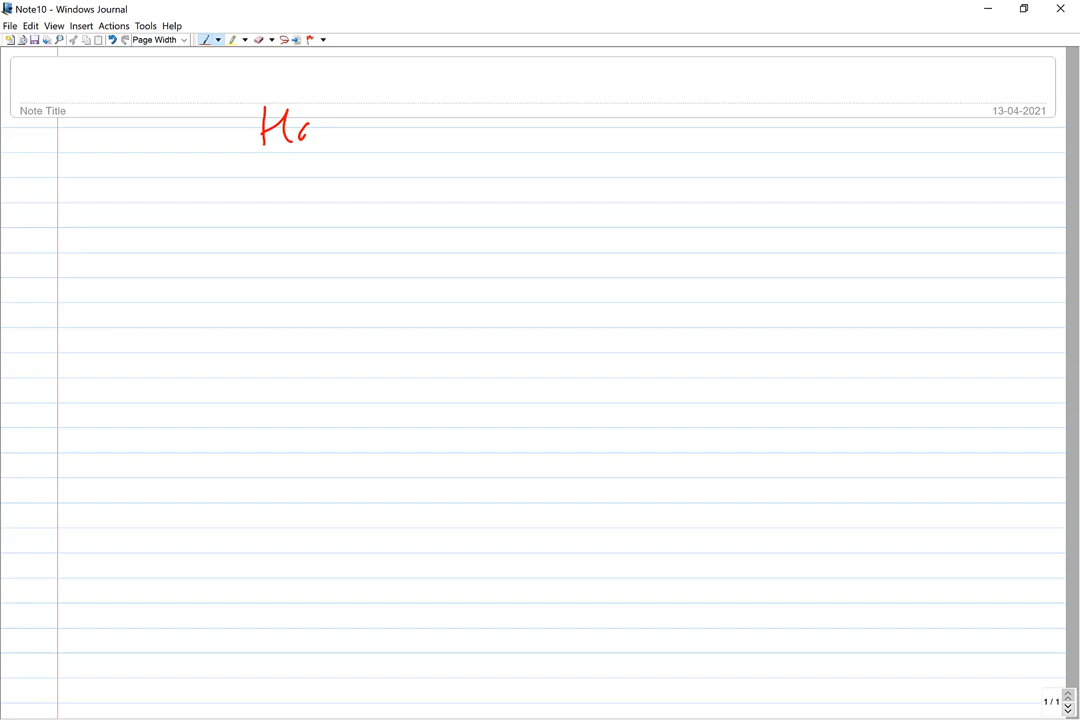 Note10 - Windows Journal
File Edit View Insert Actions Tools Help
Page Width
Note Title 13-04-2021
1 / 1